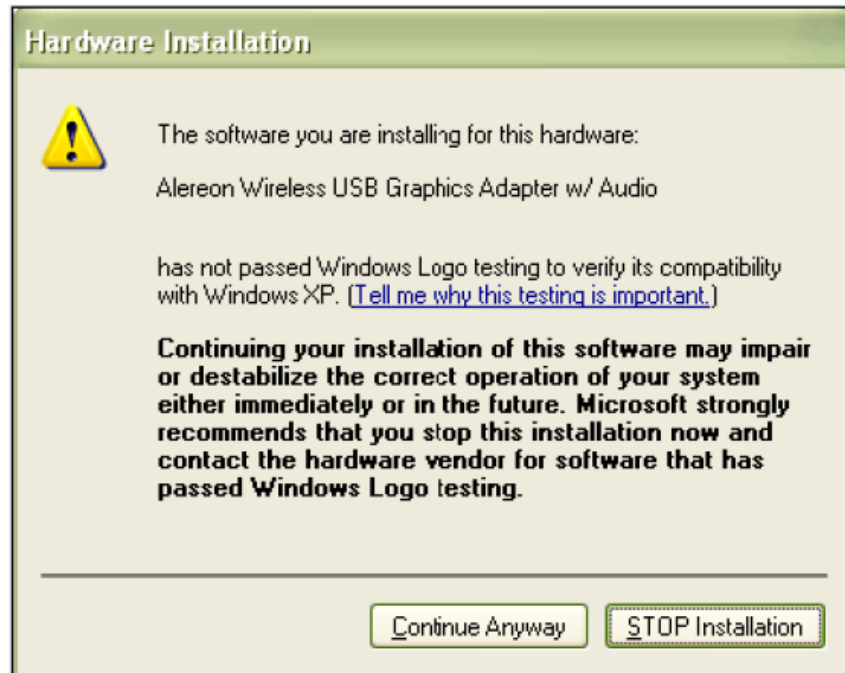 Hardware Installation
The software you are installing for this hardware:
Alereon Wireless USB Graphics Adapter w/ Audio
has not passed Windows Logo testing to verify its compatibility
with Windows XP. (Tell me why this testing is important.)
Continuing your installation of this software may impair
or destabilize the correct operation of your system
either immediately or in the future. Microsoft strongly
recommends that you stop this installation now and
contact the hardware vendor for software that has
passed Windows Logo testing.
Continue Anyway
STOP Installation